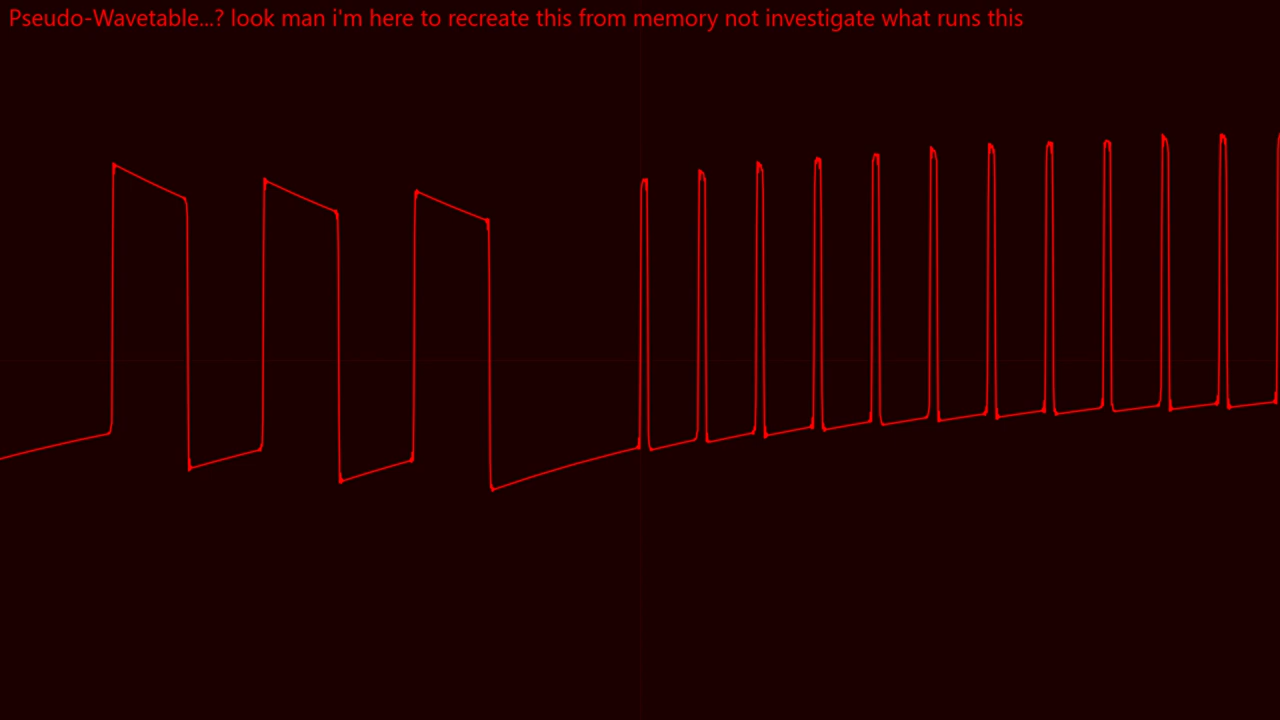 Pseudo-Wavetable...? look man i'm here to recreate this from memory not investigate what runs this